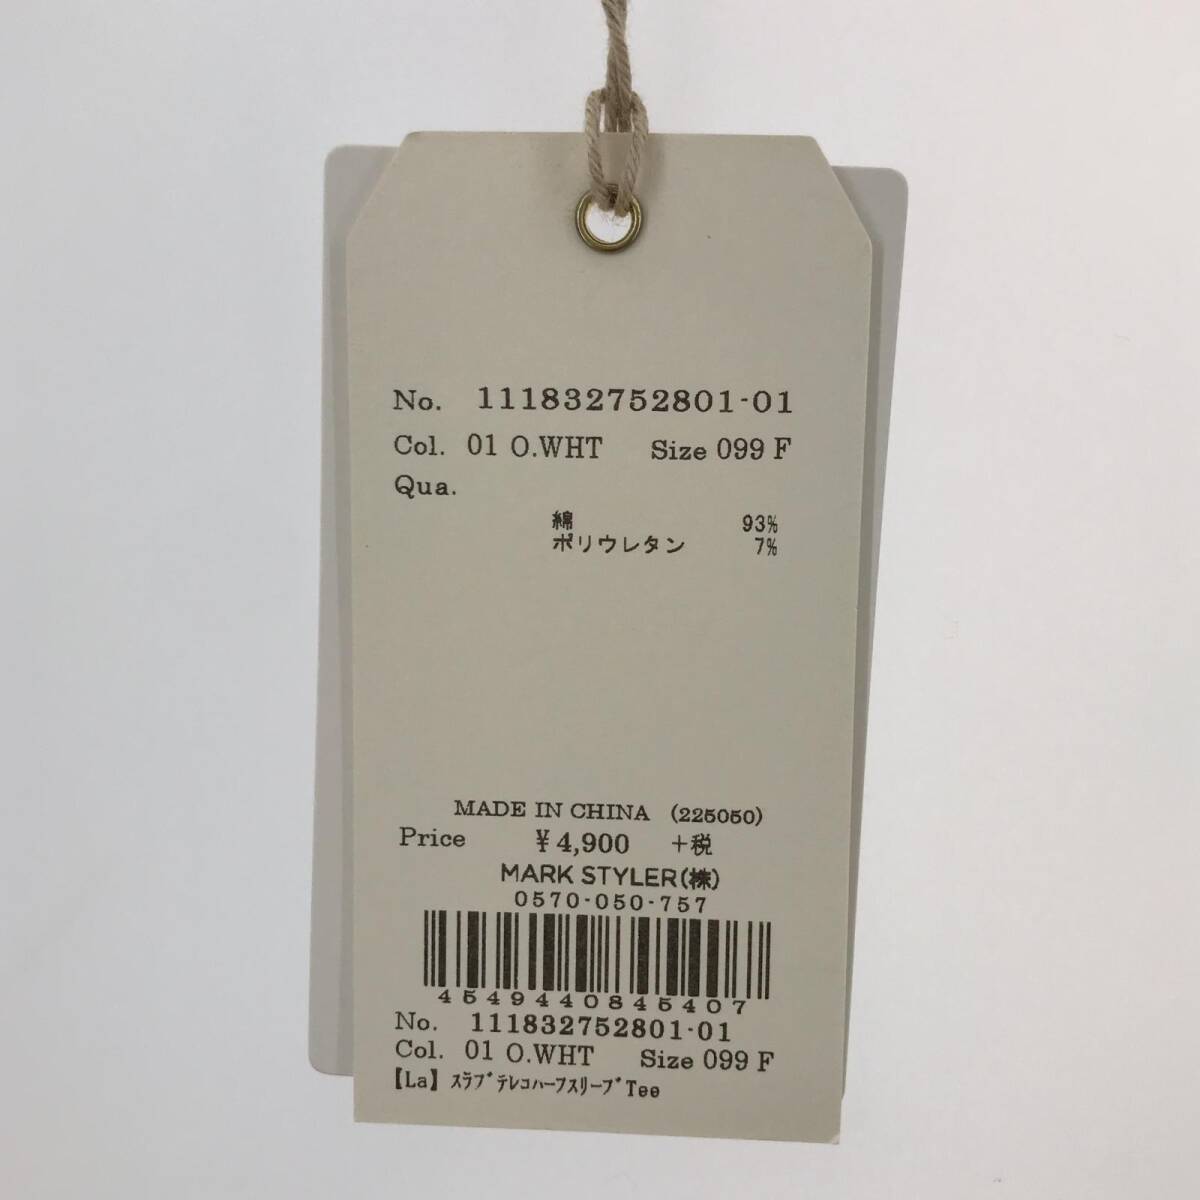 No. 111832752801-01
Col. 01 O.WHT Size 099 F
Qua.
綿 93%
ポリウレタン 7%
MADE IN CHINA (225050)
Price ¥4,900 +税
MARK STYLER(株)
0570-050-757
4549440845407
No. 111832752801-01
Col. 01 O.WHT Size 099 F
【La】ｽﾗﾌﾞﾃﾚｺﾊｰﾌｽﾘｰﾌﾞTee